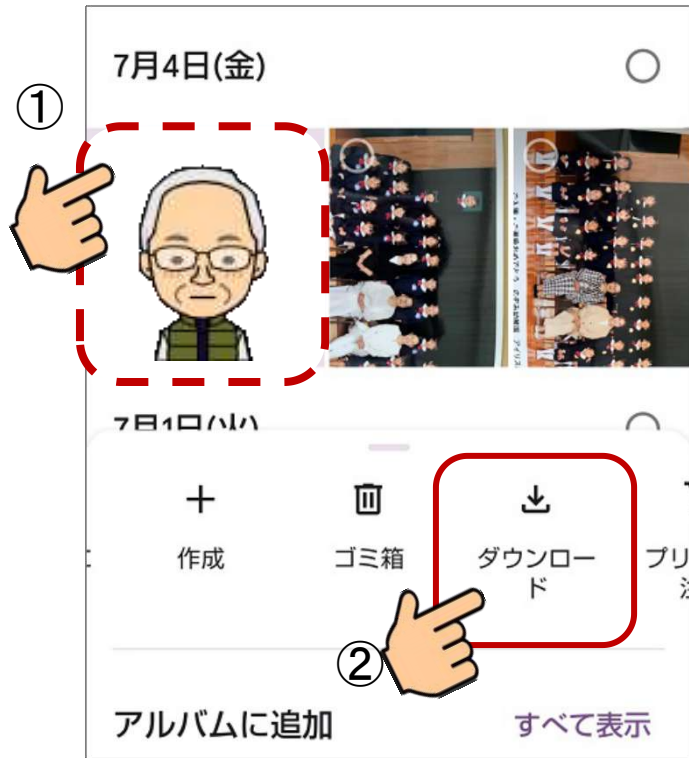 7月4日(金)
①
7月1日(火)
作成
ゴミ箱
ダウンロー
ド
プリ
②
アルバムに追加
すべて表示